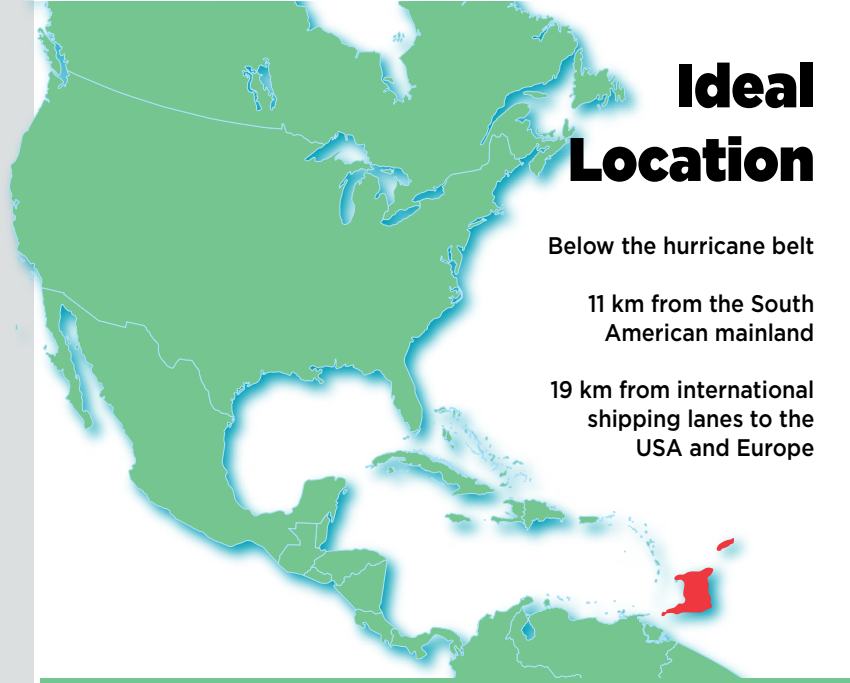 Ideal
Location
Below the hurricane belt
11 km from the South
American mainland
19 km from international
shipping lanes to the
USA and Europe